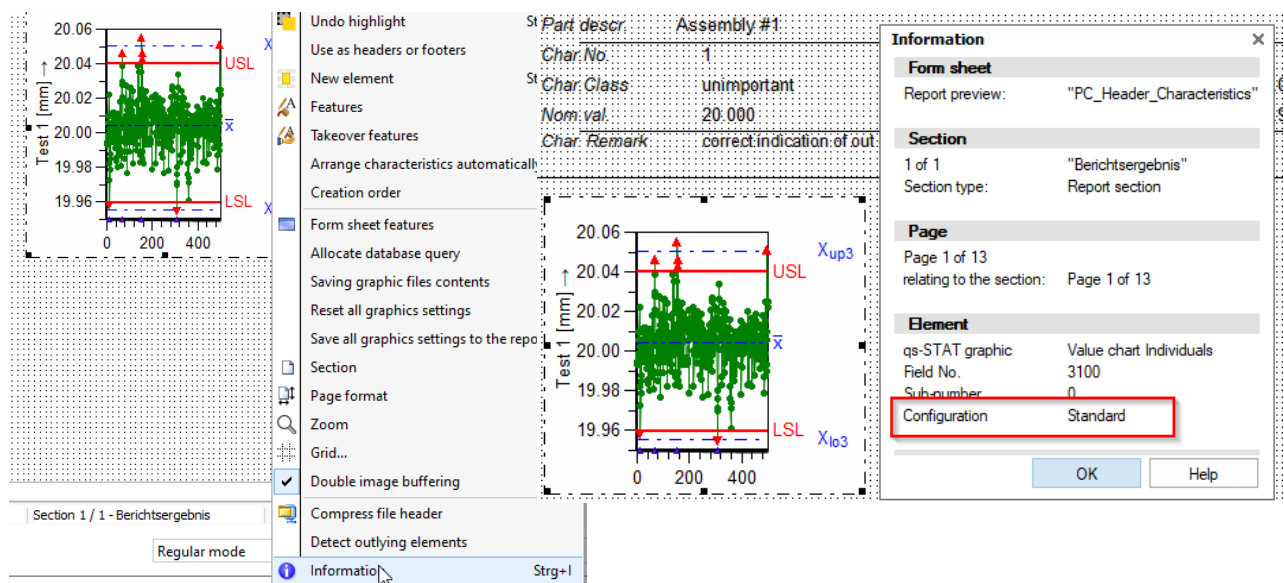 20.06
20.04
20.02
20.00
19.98
19.96
Test 1 [mm] →
0 200 400
USL
x̅
LSL
X
X
Section 1 / 1 - Berichtsergebnis
Regular mode
Undo highlight St
Use as headers or footers
New element St
Features
Takeover features
Arrange characteristics automatically
Creation order
Form sheet features
Allocate database query
Saving graphic files contents
Reset all graphics settings
Save all graphics settings to the repo
Section
Page format
Zoom
Grid...
Double image buffering
Compress file header
Detect outlying elements
Information Strg+I
Part descr. Assembly #1
Char.No. 1
Char.Class unimportant
Nom.val. 20.000
Char. Remark correct indication of out
20.06
20.04
20.02
20.00
19.98
19.96
Test 1 [mm] →
0 200 400
Xup3
USL
x̅
LSL
Xlo3
Information
Form sheet
Report preview: "PC_Header_Characteristics"
Section
1 of 1 "Berichtsergebnis"
Section type: Report section
Page
Page 1 of 13
relating to the section: Page 1 of 13
Element
qs-STAT graphic Value chart Individuals
Field No. 3100
Sub-number 0
Configuration Standard
OK Help